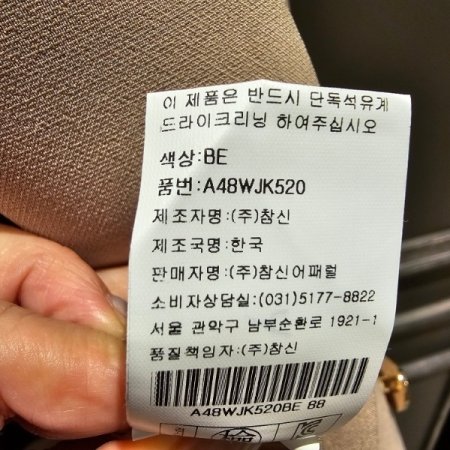 이 제품은 반드시 단독석유계
드라이크리닝 하여주십시오
색상:BE
품번:A48WJK520
제조자명:(주)참신
제조국명:한국
판매자명:(주)참신어패럴
소비자상담실:(031)5177-8822
서울 관악구 남부순환로 1921-1
품질책임자:(주)참신
A48WJK520BE 88